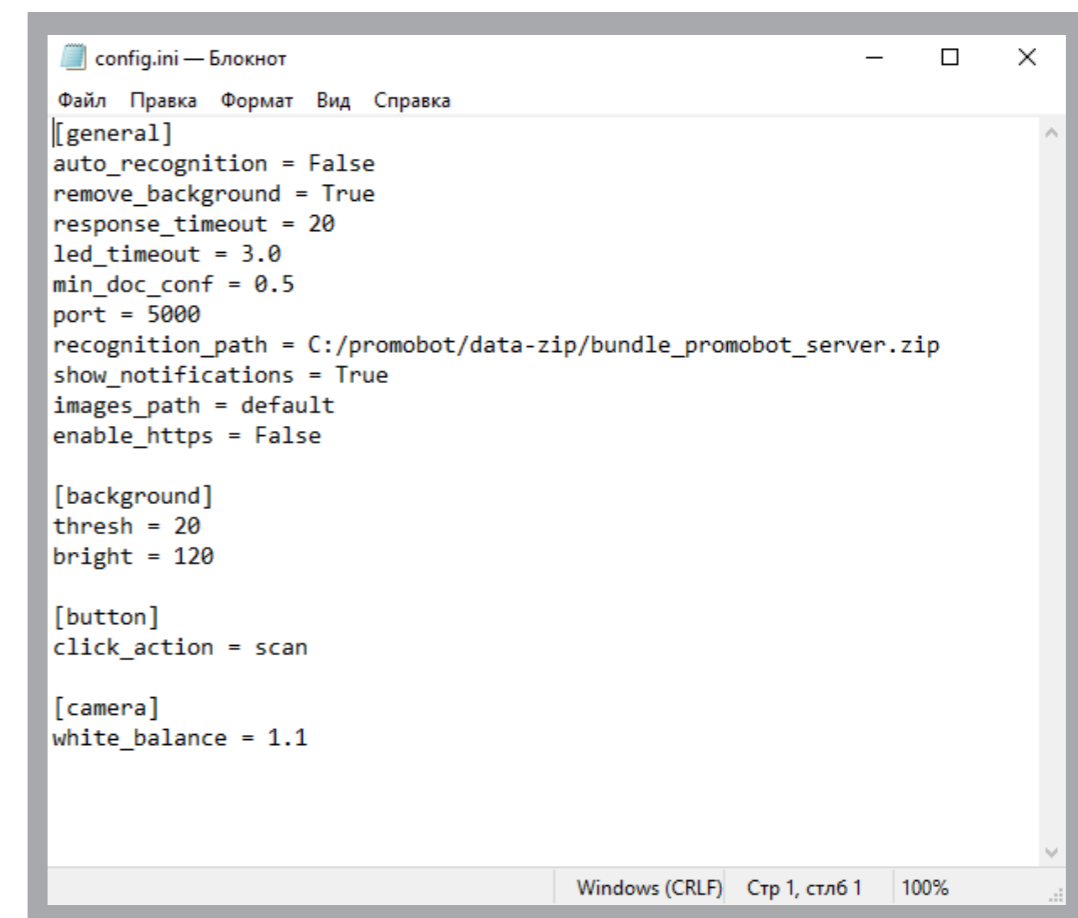 config.ini — Блокнот
Файл Правка Формат Вид Справка
[general]
auto_recognition = False
remove_background = True
response_timeout = 20
led_timeout = 3.0
min_doc_conf = 0.5
port = 5000
recognition_path = C:/promobot/data-zip/bundle_promobot_server.zip
show_notifications = True
images_path = default
enable_https = False
[background]
thresh = 20
bright = 120
[button]
click_action = scan
[camera]
white_balance = 1.1
Windows (CRLF) Стр 1, стлб 1 100%